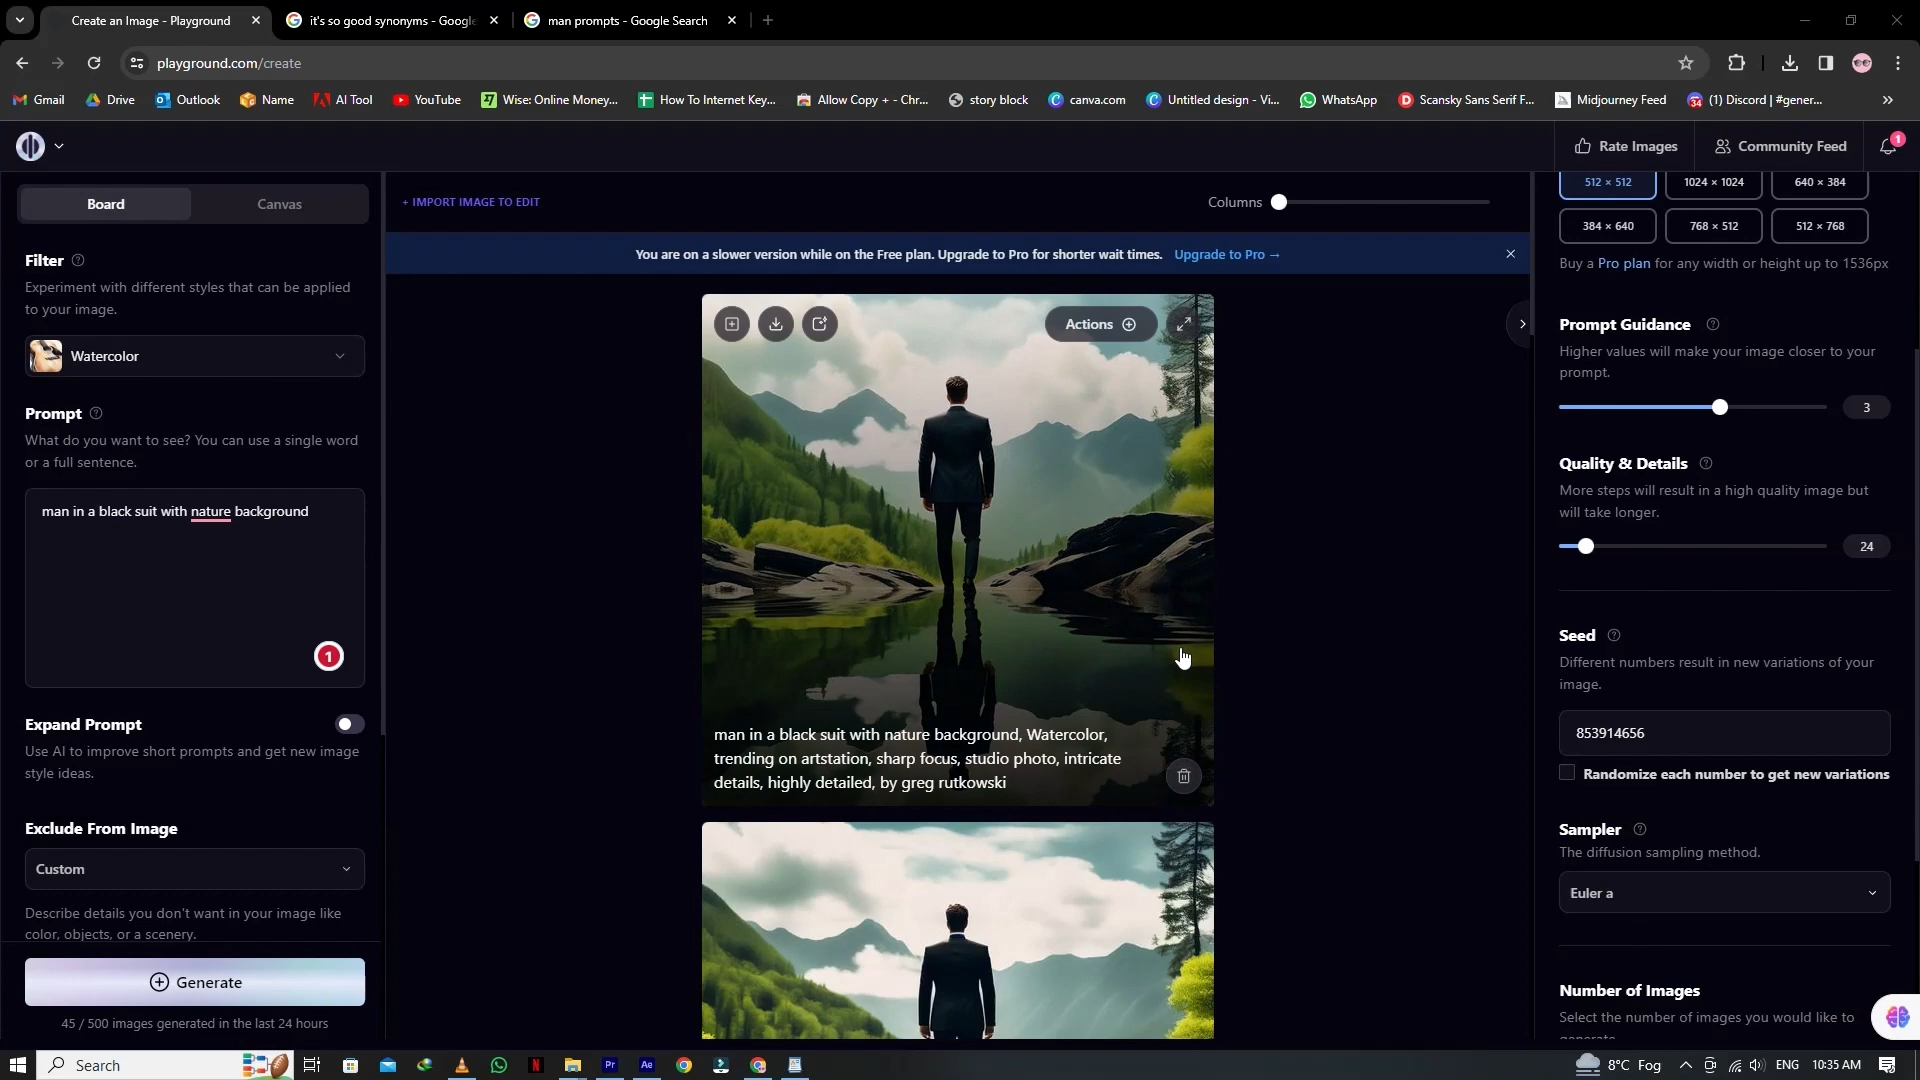 Create an Image - Playground
it's so good synonyms - Google
man prompts - Google Search
playground.com/create
Gmail
Drive
Outlook
Name
AI Tool
YouTube
Wise: Online Money...
How To Internet Key...
Allow Copy + - Chr...
story block
canva.com
Untitled design - Vi...
WhatsApp
Scansky Sans Serif F...
Midjourney Feed
34
(1) Discord | #gener...
Rate Images
Community Feed
1
Board
Canvas
+ IMPORT IMAGE TO EDIT
Columns
You are on a slower version while on the Free plan. Upgrade to Pro for shorter wait times. Upgrade to Pro →
Filter
Experiment with different styles that can be applied
to your image.
Watercolor
Prompt
What do you want to see? You can use a single word
or a full sentence.
man in a black suit with nature background
1
Expand Prompt
Use AI to improve short prompts and get new image
style ideas.
Exclude From Image
Custom
Describe details you don't want in your image like
color, objects, or a scenery.
Generate
45 / 500 images generated in the last 24 hours
Actions
man in a black suit with nature background, Watercolor,
trending on artstation, sharp focus, studio photo, intricate
details, highly detailed, by greg rutkowski
512 × 512
1024 × 1024
640 × 384
384 × 640
768 × 512
512 × 768
Buy a Pro plan for any width or height up to 1536px
Prompt Guidance
Higher values will make your image closer to your
prompt.
3
Quality & Details
More steps will result in a high quality image but
will take longer.
24
Seed
Different numbers result in new variations of your
image.
853914656
Randomize each number to get new variations
Sampler
The diffusion sampling method.
Euler a
Number of Images
Select the number of images you would like to
generate.
Search
N
Pr
Ae
8°C Fog
ENG
10:35 AM